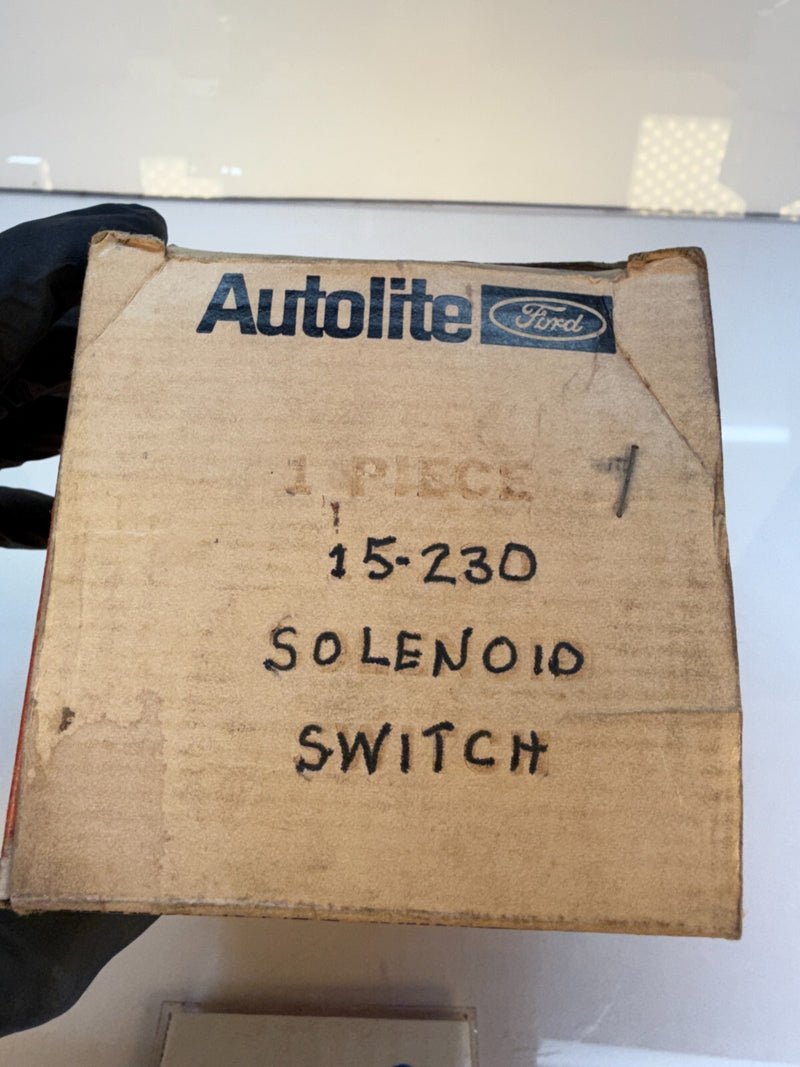 Autolite Ford
1 PIECE
15-230
SOLENOID
SWITCH